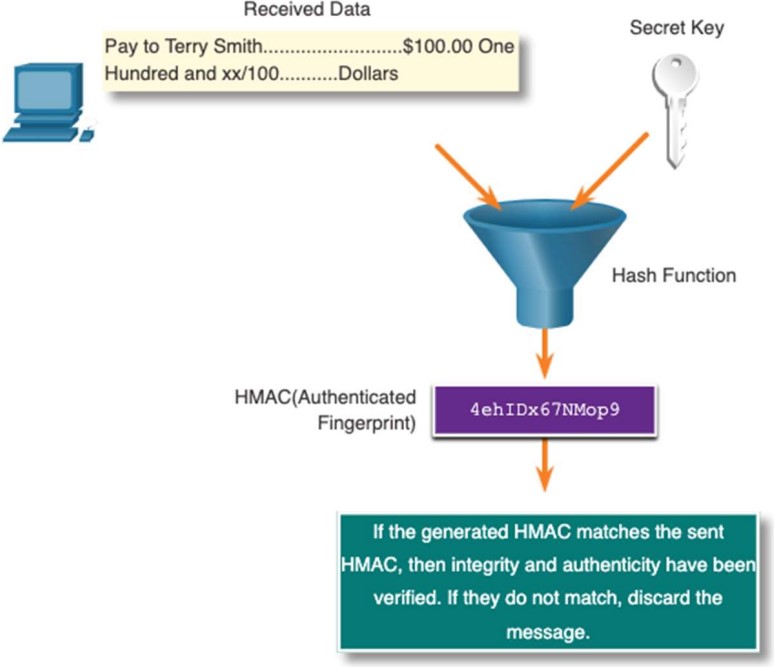 Received Data
Pay to Terry Smith...........................$100.00 One
Hundred and xx/100...........Dollars
Secret Key
Hash Function
HMAC(Authenticated
Fingerprint)
4ehIDx67NMop9
If the generated HMAC matches the sent
HMAC, then integrity and authenticity have been
verified. If they do not match, discard the
message.